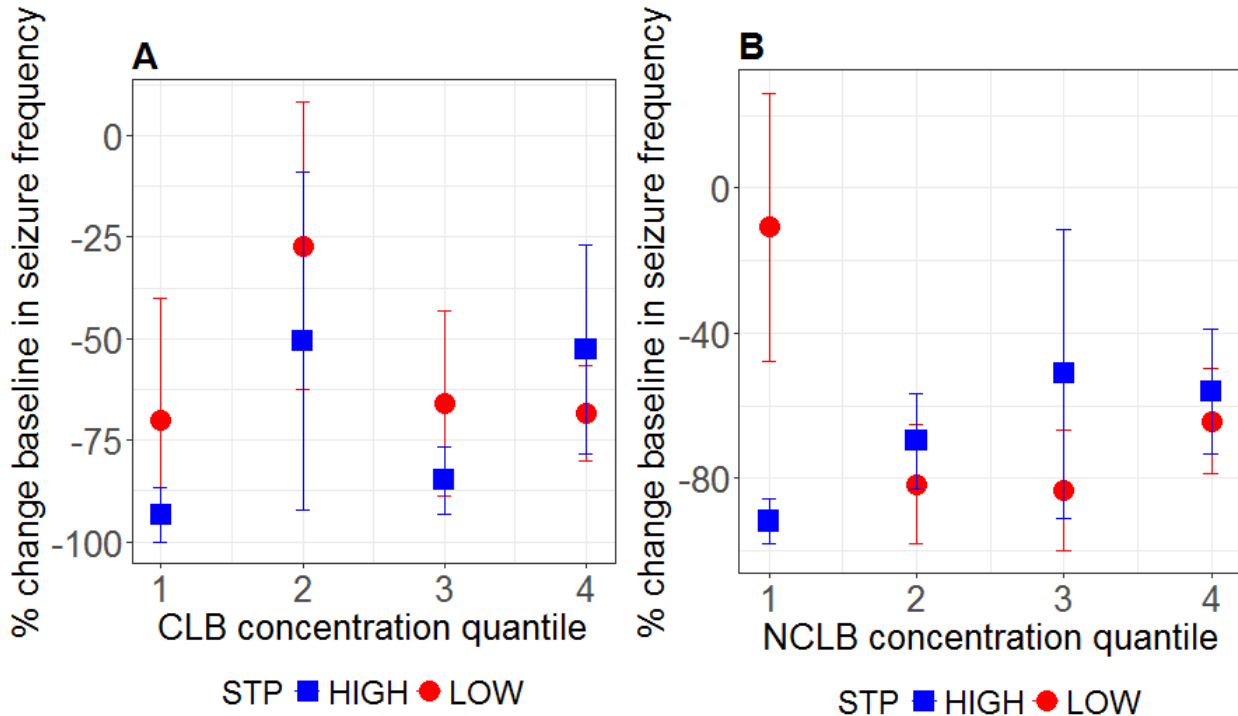 A
% change baseline in seizure frequency
0
-25
-50
-75
-100
1 2 3 4
CLB concentration quantile
STP HIGH LOW
B
% change baseline in seizure frequency
0
-40
-80
1 2 3 4
NCLB concentration quantile
STP HIGH LOW